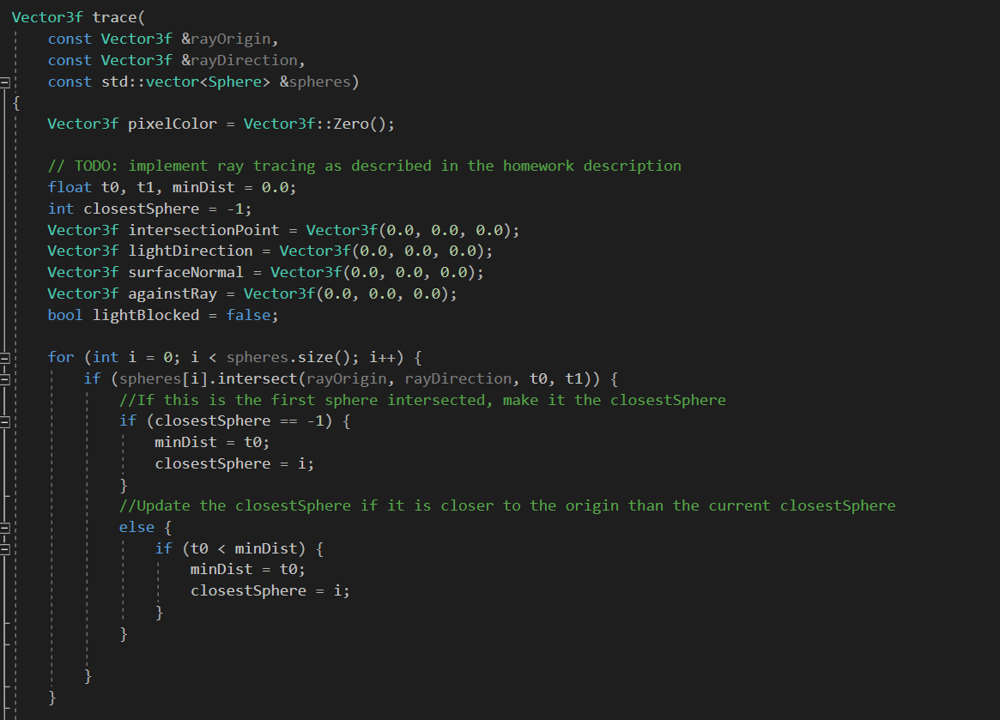 Vector3f trace(
    const Vector3f &rayOrigin,
    const Vector3f &rayDirection,
    const std::vector<Sphere> &spheres)
{
    Vector3f pixelColor = Vector3f::Zero();

    // TODO: implement ray tracing as described in the homework description
    float t0, t1, minDist = 0.0;
    int closestSphere = -1;
    Vector3f intersectionPoint = Vector3f(0.0, 0.0, 0.0);
    Vector3f lightDirection = Vector3f(0.0, 0.0, 0.0);
    Vector3f surfaceNormal = Vector3f(0.0, 0.0, 0.0);
    Vector3f againstRay = Vector3f(0.0, 0.0, 0.0);
    bool lightBlocked = false;

    for (int i = 0; i < spheres.size(); i++) {
        if (spheres[i].intersect(rayOrigin, rayDirection, t0, t1)) {
            //If this is the first sphere intersected, make it the closestSphere
            if (closestSphere == -1) {
                minDist = t0;
                closestSphere = i;
            }
            //Update the closestSphere if it is closer to the origin than the current closestSphere
            else {
                if (t0 < minDist) {
                    minDist = t0;
                    closestSphere = i;
                }
            }

        }
    }